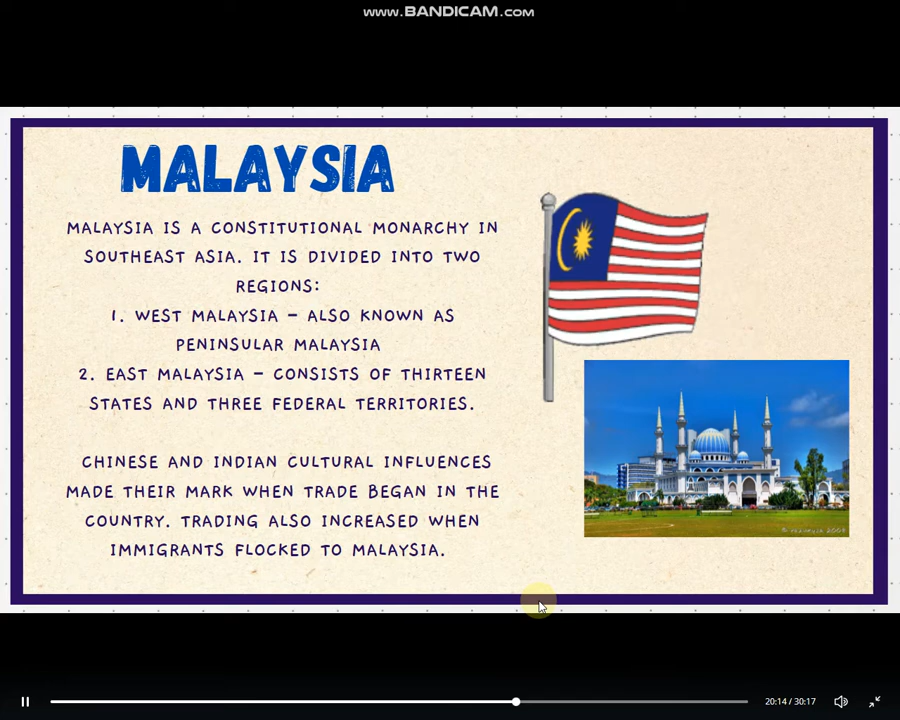 WWW.BANDICAM.COM
MALAYSIA
MALAYSIA IS A CONSTITUTIONAL MONARCHY IN
SOUTHEAST ASIA. IT IS DIVIDED INTO TWO
REGIONS:
1. WEST MALAYSIA – ALSO KNOWN AS
PENINSULAR MALAYSIA
2. EAST MALAYSIA – CONSISTS OF THIRTEEN
STATES AND THREE FEDERAL TERRITORIES.
CHINESE AND INDIAN CULTURAL INFLUENCES
MADE THEIR MARK WHEN TRADE BEGAN IN THE
COUNTRY. TRADING ALSO INCREASED WHEN
IMMIGRANTS FLOCKED TO MALAYSIA.
20:14 / 30:17